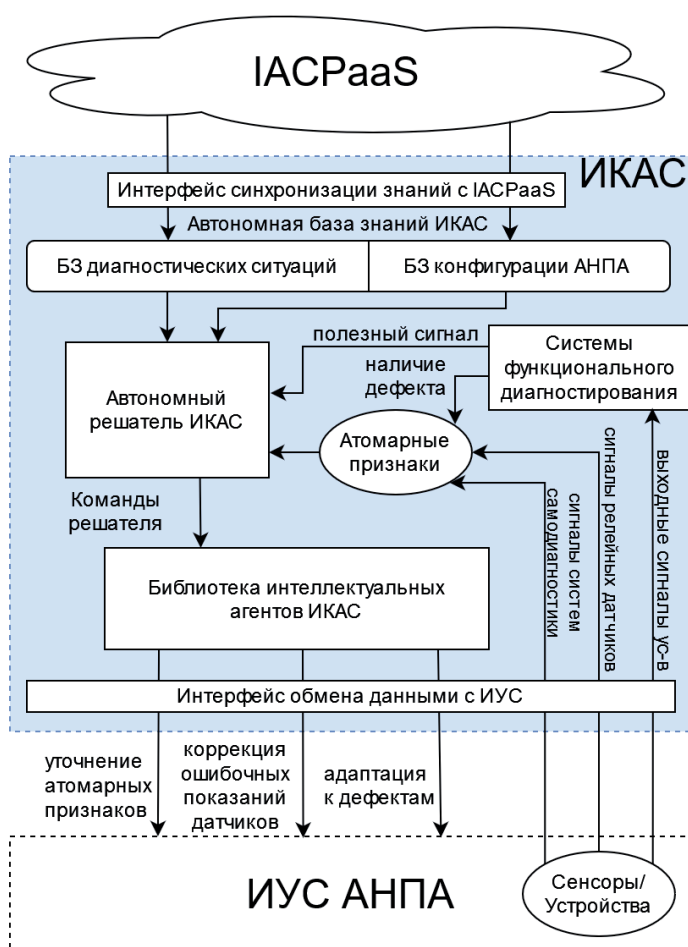 IACPaaS
ИКАС
Интерфейс синхронизации знаний с IACPaaS
Автономная база знаний ИКАС
БЗ диагностических ситуаций
БЗ конфигурации АНПА
полезный сигнал
Системы
функционального
диагностирования
наличие
дефекта
Автономный
решатель ИКАС
Атомарные
признаки
сигналы систем
самодиагностики
сигналы релейных датчиков
выходные сигналы ус-в
Команды
решателя
Библиотека интеллектуальных
агентов ИКАС
Интерфейс обмена данными с ИУС
уточнение
атомарных
признаков
коррекция
ошибочных
показаний
датчиков
адаптация
к дефектам
ИУС АНПА
Сенсоры/
Устройства